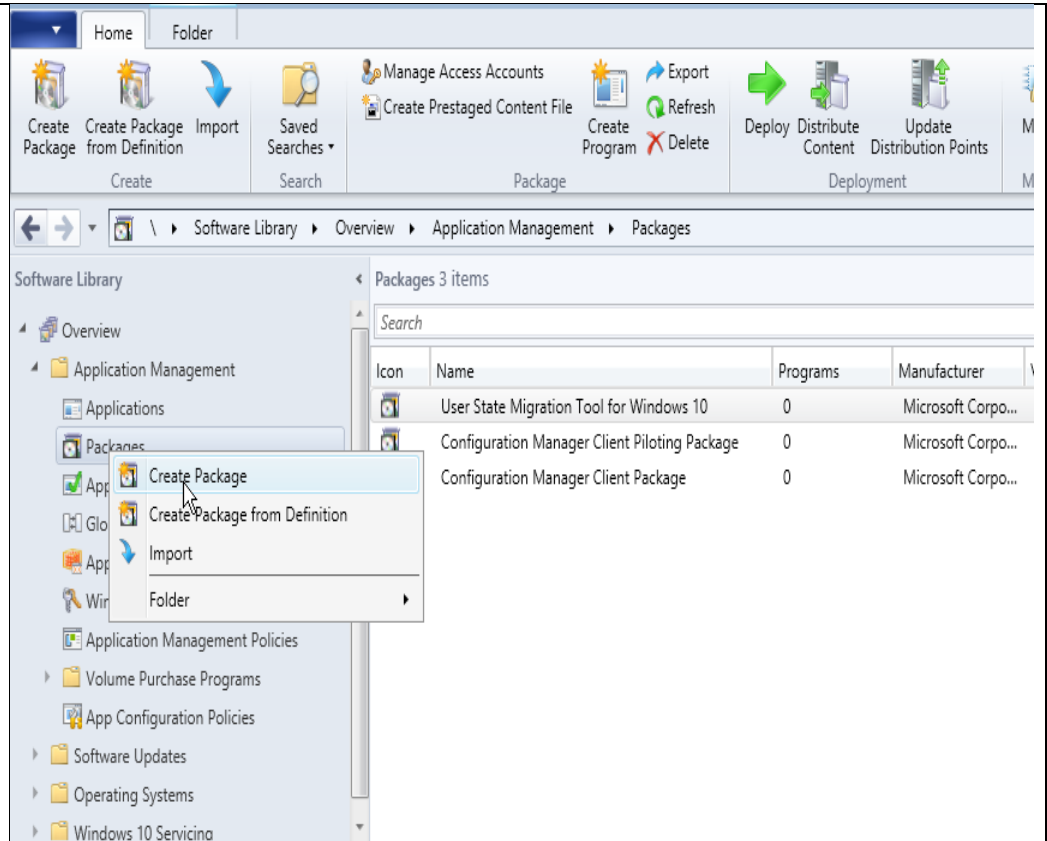 Home Folder
Manage Access Accounts Export
Create Prestaged Content File Refresh
Create Create Package Import Saved Create Delete Deploy Distribute Update
Package from Definition Searches Program Content Distribution Points
Create Search Package Deployment
\ Software Library Overview Application Management Packages
Software Library
Packages 3 items
Search
Overview
Application Management
Applications
Packages
App
Glo
App
Win
Application Management Policies
Volume Purchase Programs
App Configuration Policies
Software Updates
Operating Systems
Windows 10 Servicing
Create Package
Create Package from Definition
Import
Folder
Icon Name Programs Manufacturer
User State Migration Tool for Windows 10 0 Microsoft Corpo...
Configuration Manager Client Piloting Package 0 Microsoft Corpo...
Configuration Manager Client Package 0 Microsoft Corpo...